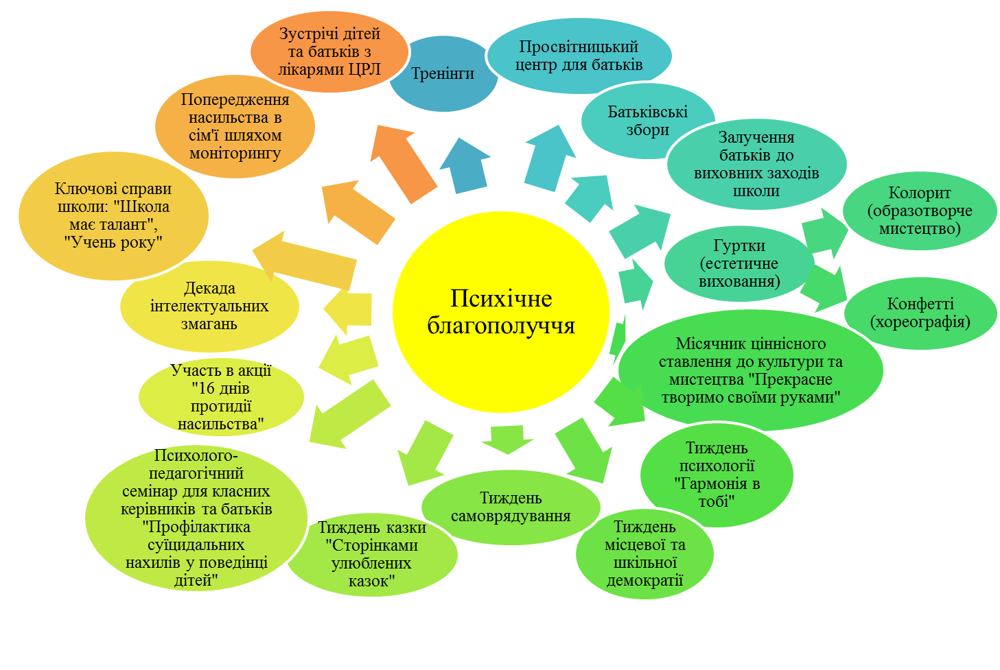 Психічне
благополуччя
Тренінги
Просвітницький
центр для батьків
Батьківські
збори
Залучення
батьків до
виховних заходів
школи
Гуртки
(естетичне
виховання)
Колорит
(образотворче
мистецтво)
Конфетті
(хореографія)
Місячник ціннісного
ставлення до культури та
мистецтва "Прекрасне
творимо своїми руками"
Тиждень
психології
"Гармонія в
тобі"
Тиждень
місцевої та
шкільної
демократії
Тиждень
самоврядування
Тиждень казки
"Сторінками
улюблених
казок"
Психолого-
педагогічний
семінар для класних
керівників та батьків
"Профілактика
суїцидальних
нахилів у поведінці
дітей"
Участь в акції
"16 днів
протидії
насильства"
Декада
інтелектуальних
змагань
Ключові справи
школи: "Школа
має талант",
"Учень року"
Попередження
насильства в
сім'ї шляхом
моніторингу
Зустрічі дітей
та батьків з
лікарями ЦРЛ